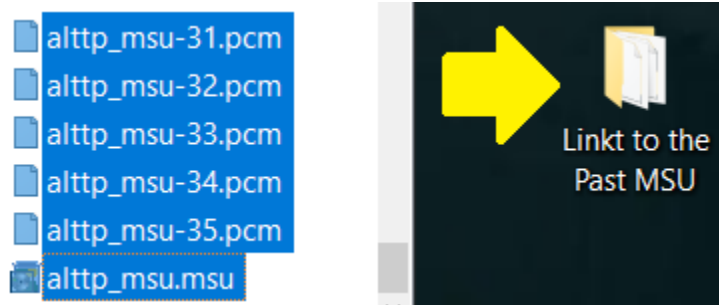 alttp_msu-31.pcm
alttp_msu-32.pcm
alttp_msu-33.pcm
alttp_msu-34.pcm
alttp_msu-35.pcm
alttp_msu.msu
Linkt to the
Past MSU